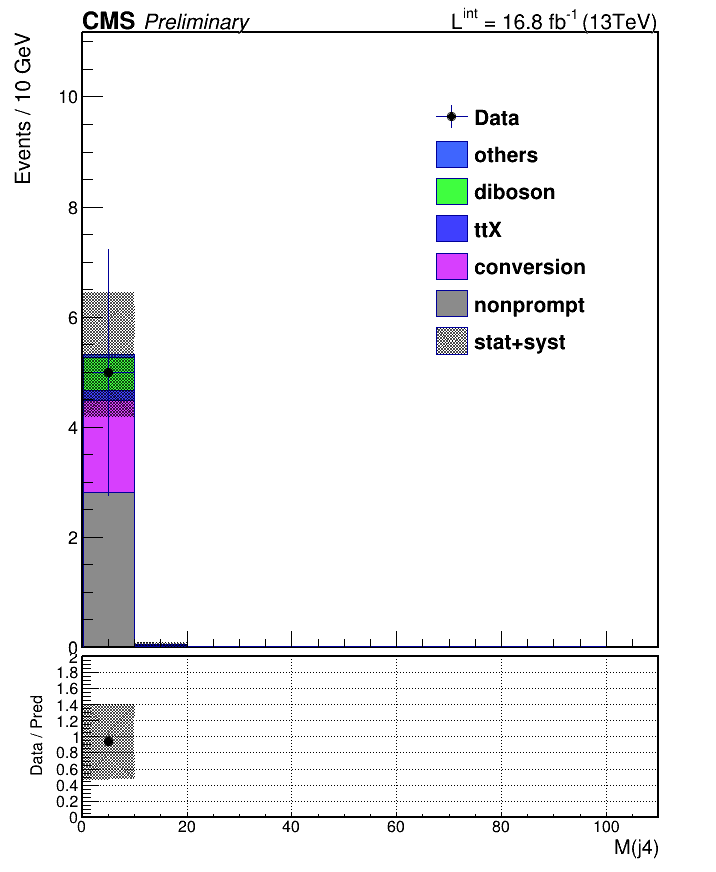 CMS Preliminary L^int = 16.8 fb^-1 (13TeV)
Events / 10 GeV
10
8
6
4
2
0
Data
others
diboson
ttX
conversion
nonprompt
stat+syst
Data / Pred
2
1.8
1.6
1.4
1.2
1
0.8
0.6
0.4
0.2
0
0 20 40 60 80 100
M(j4)